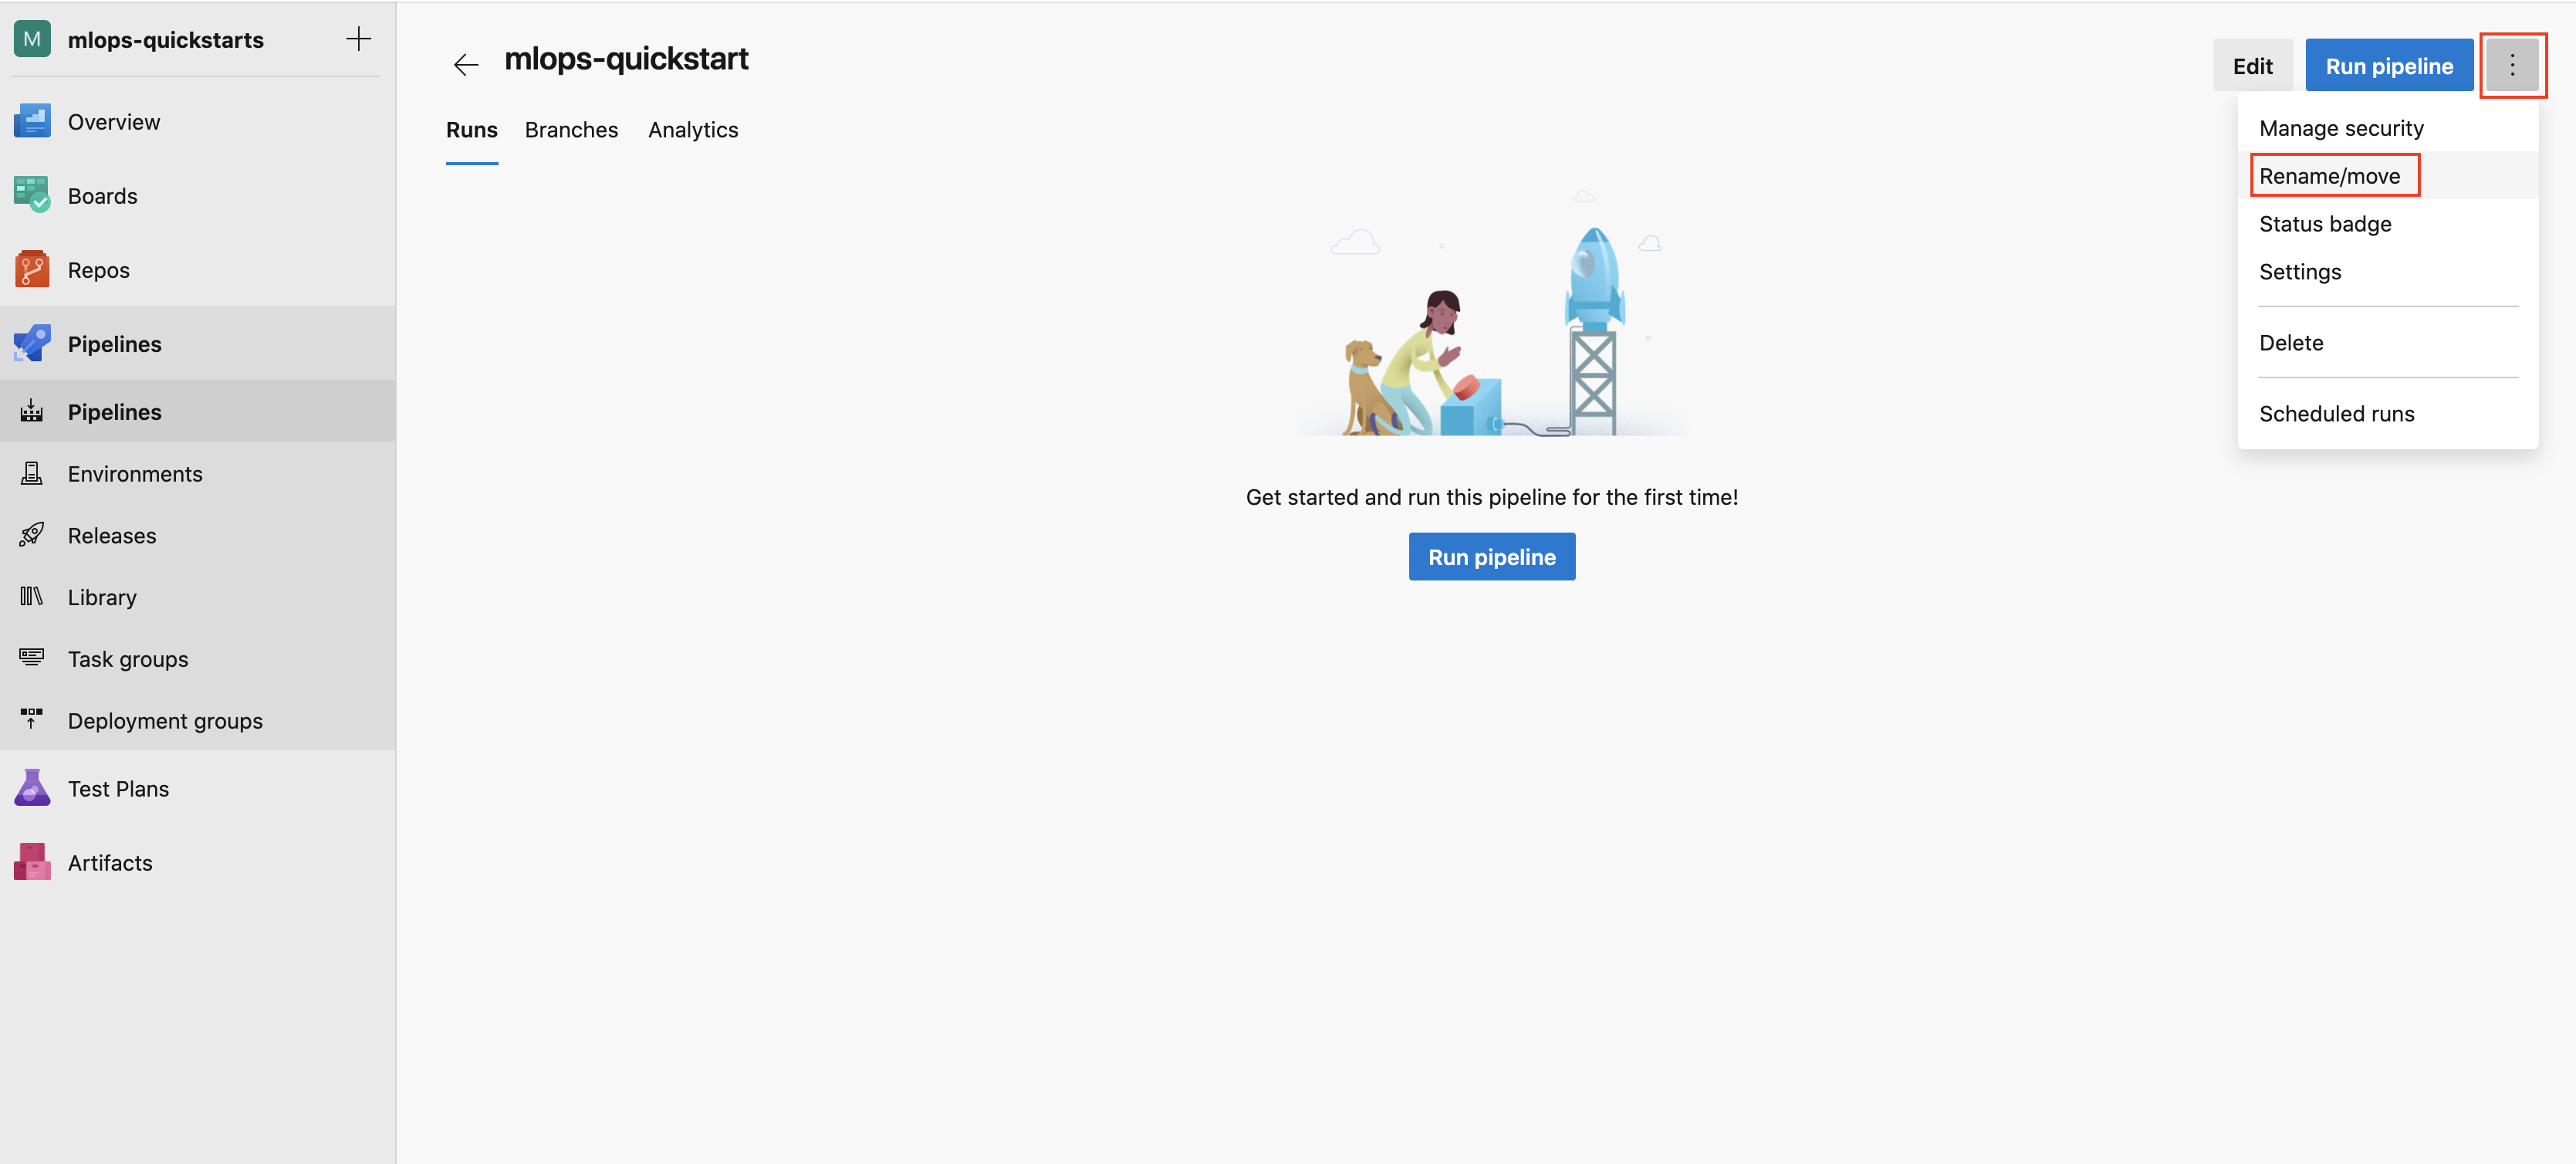 M mlops-quickstarts
Overview
Boards
Repos
Pipelines
Pipelines
Environments
Releases
Library
Task groups
Deployment groups
Test Plans
Artifacts
mlops-quickstart
Edit
Run pipeline
Runs Branches Analytics
Manage security
Rename/move
Status badge
Settings
Delete
Scheduled runs
Get started and run this pipeline for the first time!
Run pipeline